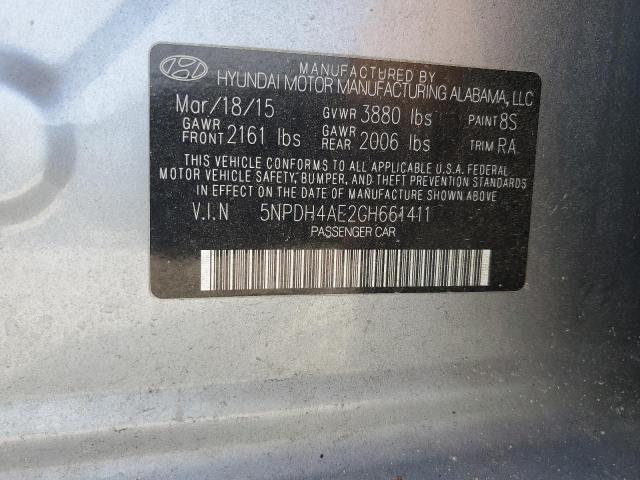 MANUFACTURED BY
HYUNDAI MOTOR MANUFACTURING ALABAMA, LLC
Mar/18/15 GVWR 3880 lbs PAINT 8S
GAWR FRONT 2161 lbs GAWR REAR 2006 lbs TRIM RA
THIS VEHICLE CONFORMS TO ALL APPLICABLE U.S.A. FEDERAL
MOTOR VEHICLE SAFETY, BUMPER, AND THEFT PREVENTION STANDARDS
IN EFFECT ON THE DATE OF MANUFACTURE SHOWN ABOVE.
V.I.N 5NPDH4AE2GH661411
PASSENGER CAR